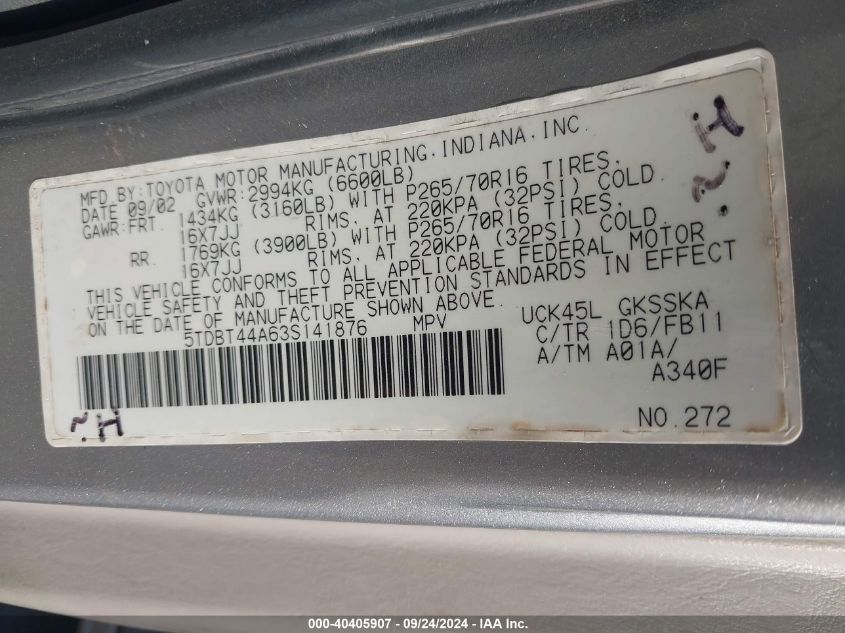 MFD BY:TOYOTA MOTOR MANUFACTURING.INDIANA.INC.
DATE 09/02 GVWR:2994KG (6600LB)
GAWR:FRT. 1434KG (3160LB) WITH P265/70R16 TIRES,
16X7JJ RIMS, AT 220KPA (32PSI) COLD.
RR. 1769KG (3900LB) WITH P265/70R16 TIRES,
16X7JJ RIMS, AT 220KPA (32PSI) COLD.
THIS VEHICLE CONFORMS TO ALL APPLICABLE FEDERAL MOTOR
VEHICLE SAFETY AND THEFT PREVENTION STANDARDS IN EFFECT
ON THE DATE OF MANUFACTURE SHOWN ABOVE.
5TDBT44A63S141876 MPV
UCK45L GKSSKA
C/TR 1D6/FB11
A/TM A01A/
A340F
NO.272
000-40405907 - 09/24/2024 - IAA Inc.